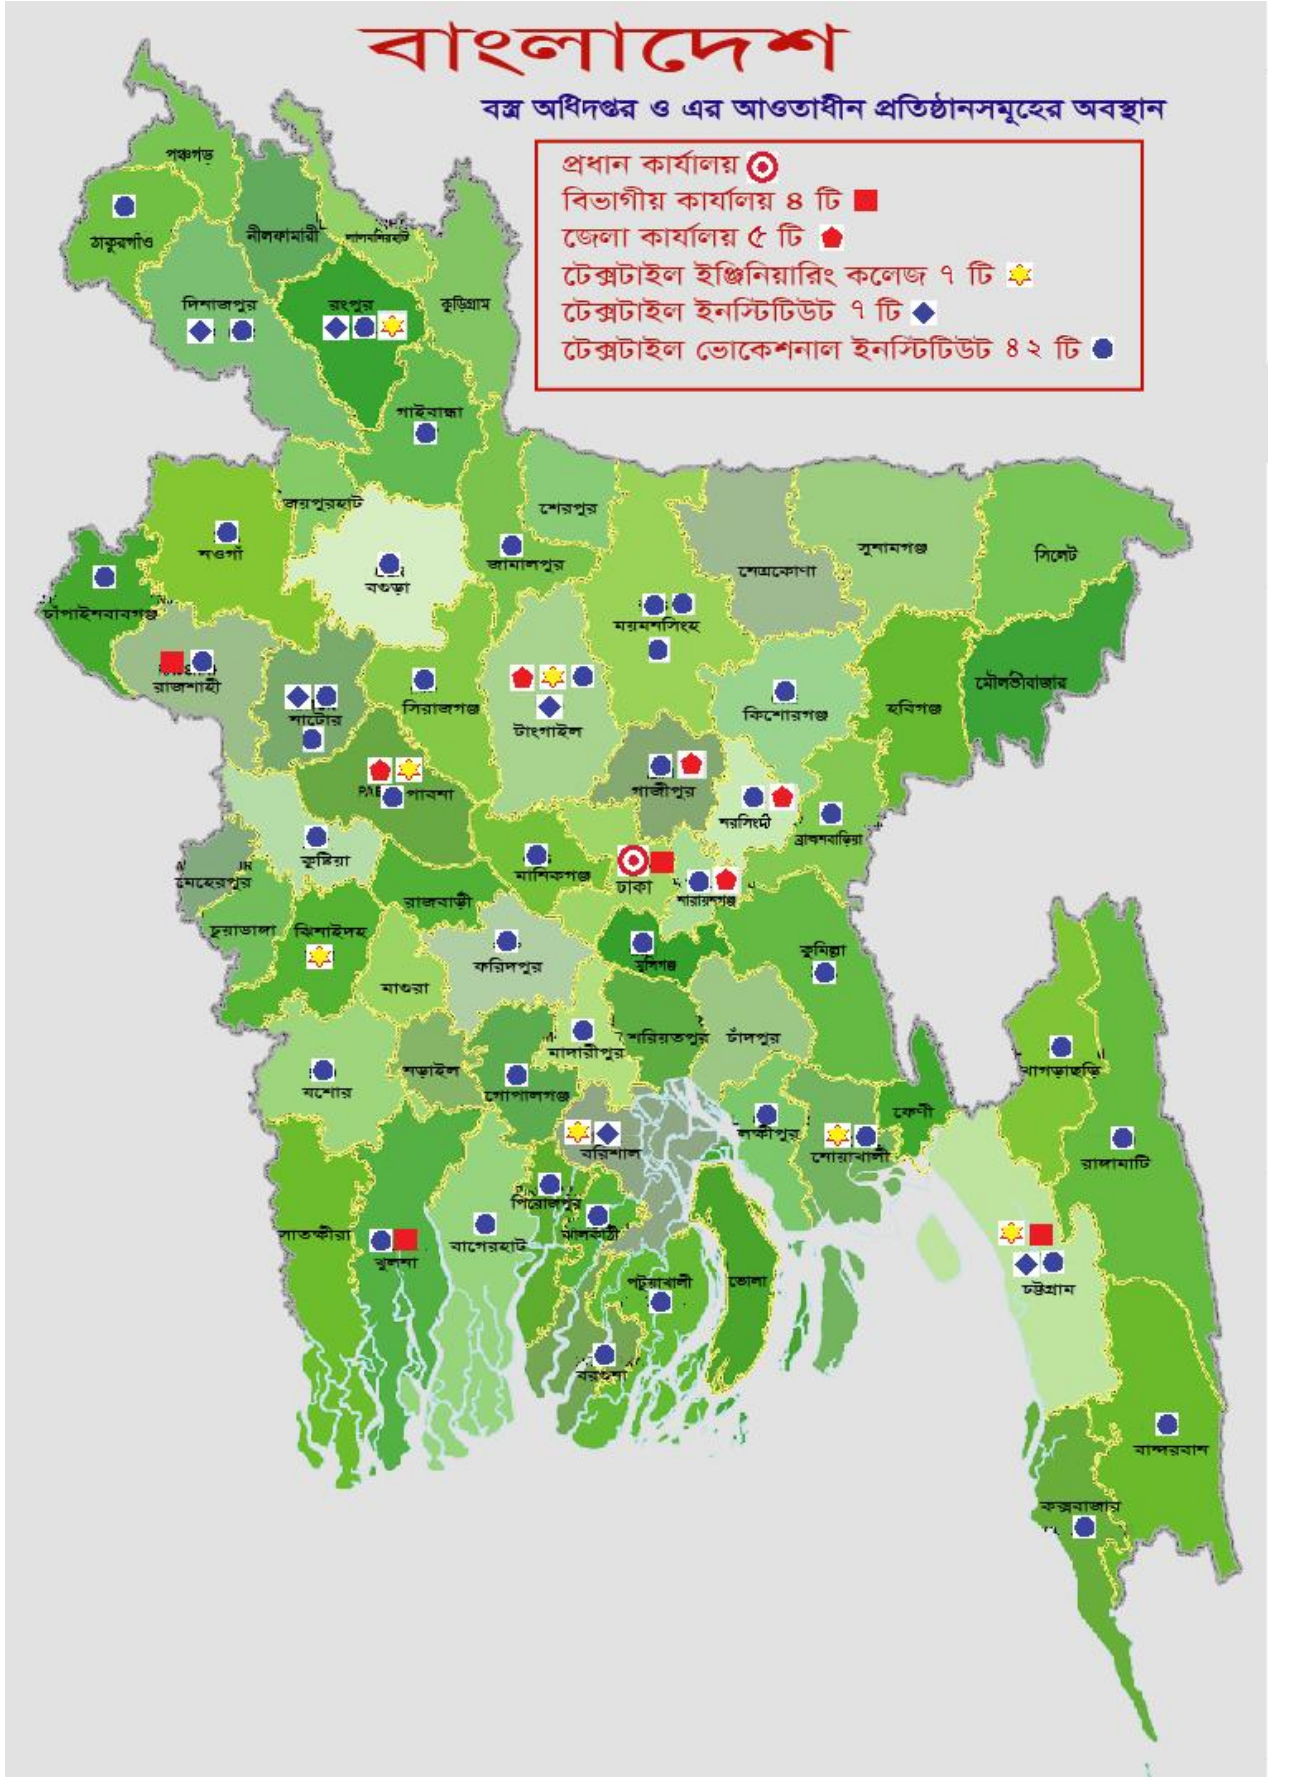 বাংলাদেশ
বস্ত্র অধিদপ্তর ও এর আওতাধীন প্রতিষ্ঠানসমূহের অবস্থান
প্রধান কার্যালয়
বিভাগীয় কার্যালয় ৪ টি
জেলা কার্যালয় ৫ টি
টেক্সটাইল ইঞ্জিনিয়ারিং কলেজ ৭ টি
টেক্সটাইল ইনস্টিটিউট ৭ টি
টেক্সটাইল ভোকেশনাল ইনস্টিটিউট ৪২ টি
পঞ্চগড়
ঠাকুরগাঁও
নীলফামারী
লালমনিরহাট
দিনাজপুর
রংপুর
কুড়িগ্রাম
গাইবান্ধা
জয়পুরহাট
শেরপুর
নওগাঁ
বগুড়া
জামালপুর
নেত্রকোণা
সুনামগঞ্জ
সিলেট
চাঁপাইনবাবগঞ্জ
ময়মনসিংহ
রাজশাহী
নাটোর
সিরাজগঞ্জ
টাংগাইল
কিশোরগঞ্জ
হবিগঞ্জ
মৌলভীবাজার
পাবনা
গাজীপুর
নরসিংদী
ব্রাহ্মণবাড়িয়া
কুষ্টিয়া
মেহেরপুর
মানিকগঞ্জ
ঢাকা
নারায়নগঞ্জ
রাজবাড়ী
চুয়াডাঙ্গা
ঝিনাইদহ
ফরিদপুর
মুন্সিগঞ্জ
কুমিল্লা
মাগুরা
নড়াইল
মাদারীপুর
শরিয়তপুর
চাঁদপুর
যশোর
গোপালগঞ্জ
খাগড়াছড়ি
লক্ষীপুর
নোয়াখালী
ফেণী
বরিশাল
রাঙ্গামাটি
পিরোজপুর
ঝালকাঠী
সাতক্ষীরা
খুলনা
বাগেরহাট
পটুয়াখালী
ভোলা
চট্টগ্রাম
বরগুনা
বান্দরবান
কক্সবাজার